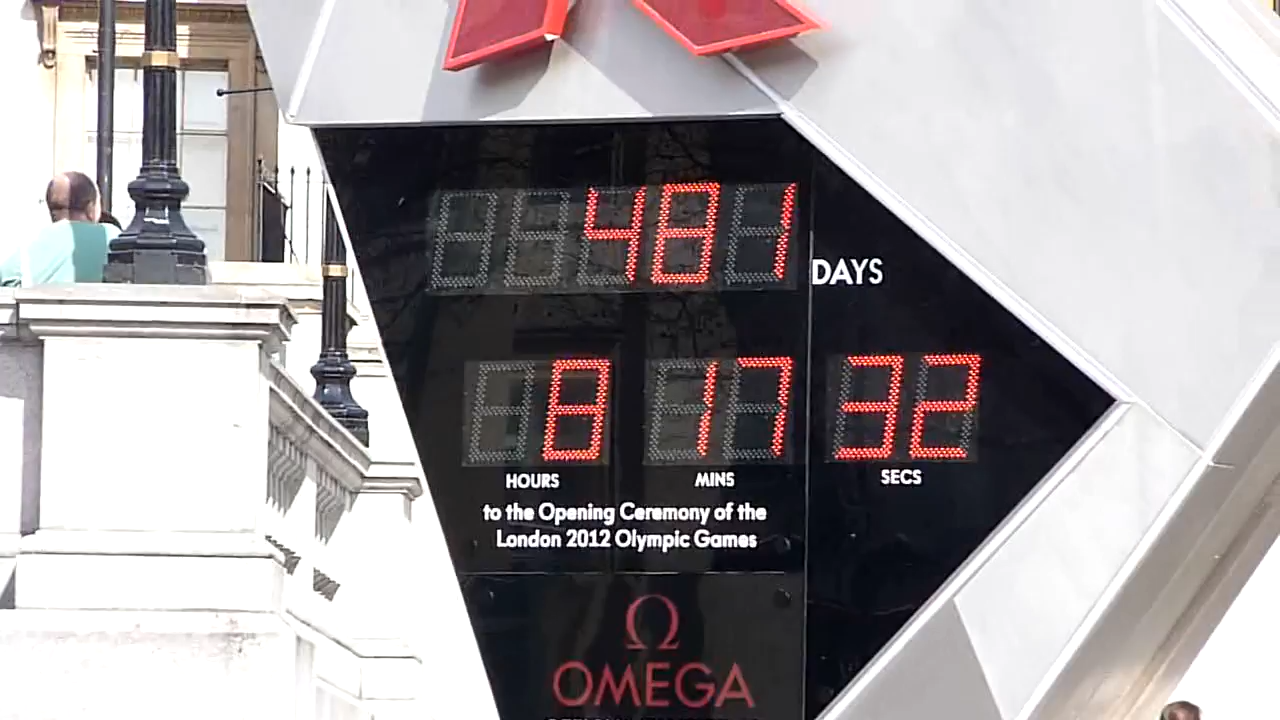 481 DAYS
8 17 32
HOURS MINS SECS
to the Opening Ceremony of the
London 2012 Olympic Games
Ω
OMEGA